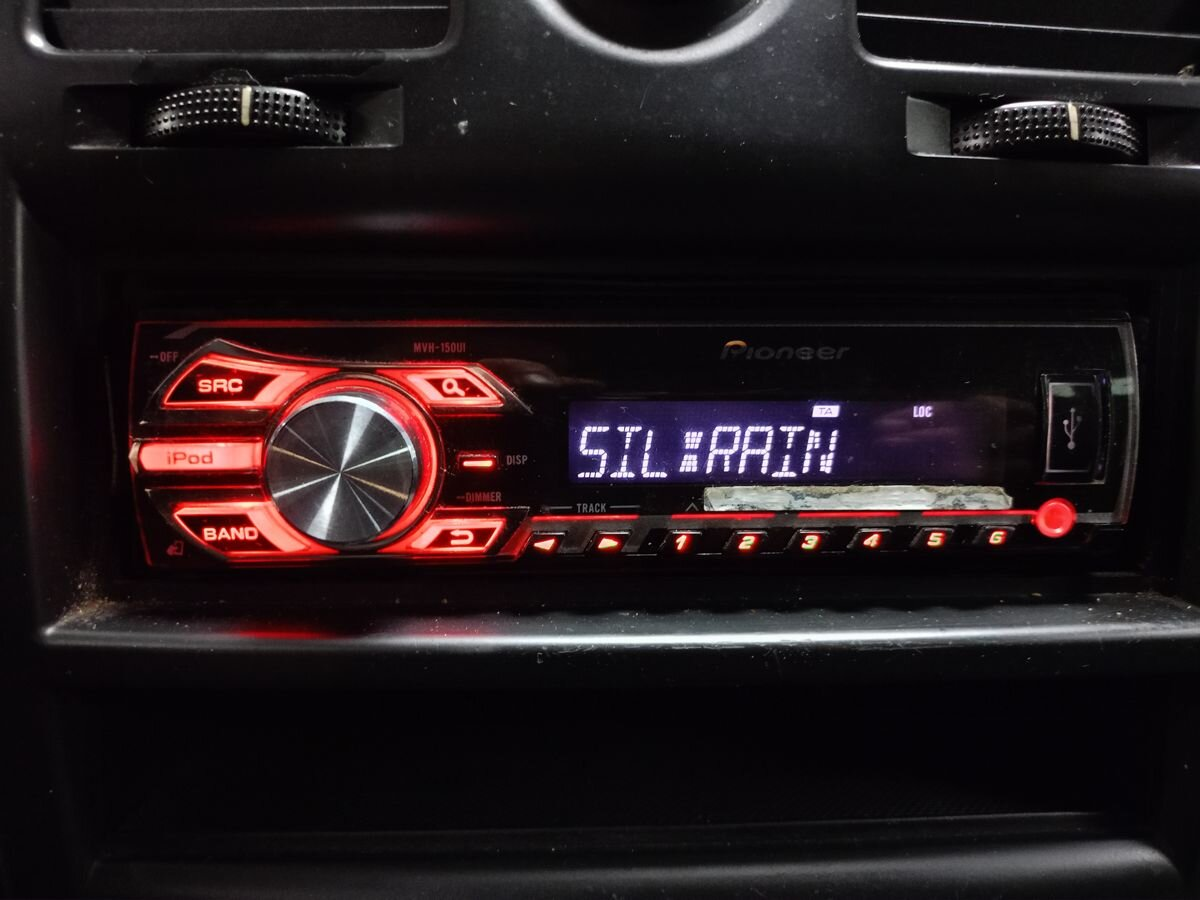 MVH-150UI
Pioneer
OFF
SRC
TA
LOC
iPod
DISP
SIL RAIN
DIMMER
TRACK
BAND
1 2 3 4 5 6